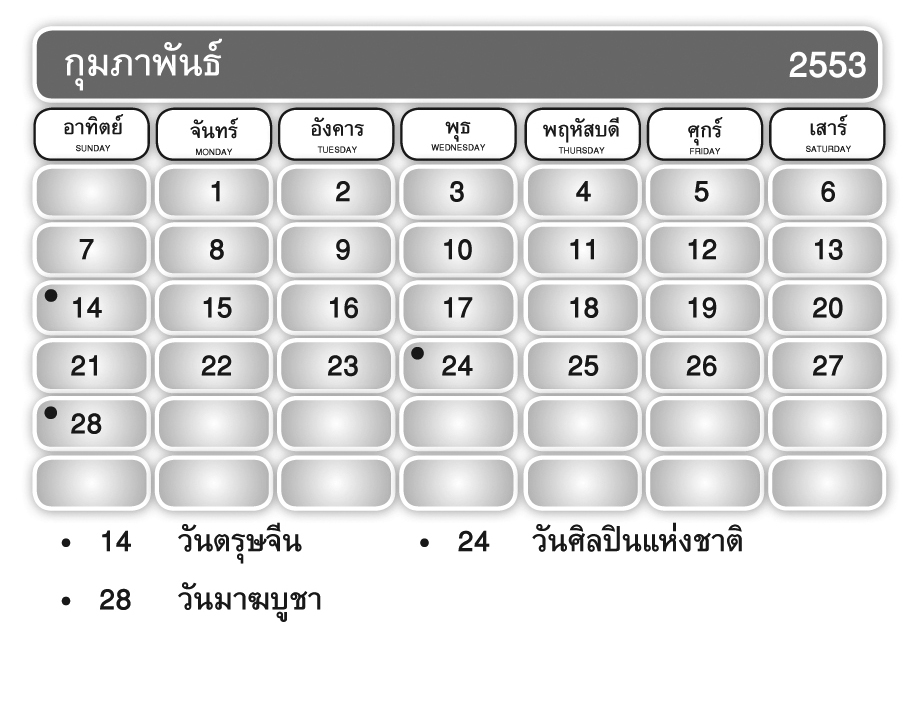 กุมภาพันธ์ 2553
อาทิตย์ จันทร์ อังคาร พุธ พฤหัสบดี ศุกร์ เสาร์
SUNDAY MONDAY TUESDAY WEDNESDAY THURSDAY FRIDAY SATURDAY
1 2 3 4 5 6
7 8 9 10 11 12 13
14 15 16 17 18 19 20
21 22 23 24 25 26 27
28
• 14 วันตรุษจีน • 24 วันศิลปินแห่งชาติ
• 28 วันมาฆบูชา